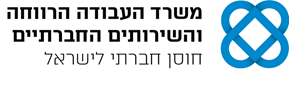 משרד העבודה הרווחה
והשירותים החברתיים
חוסן חברתי לישראל